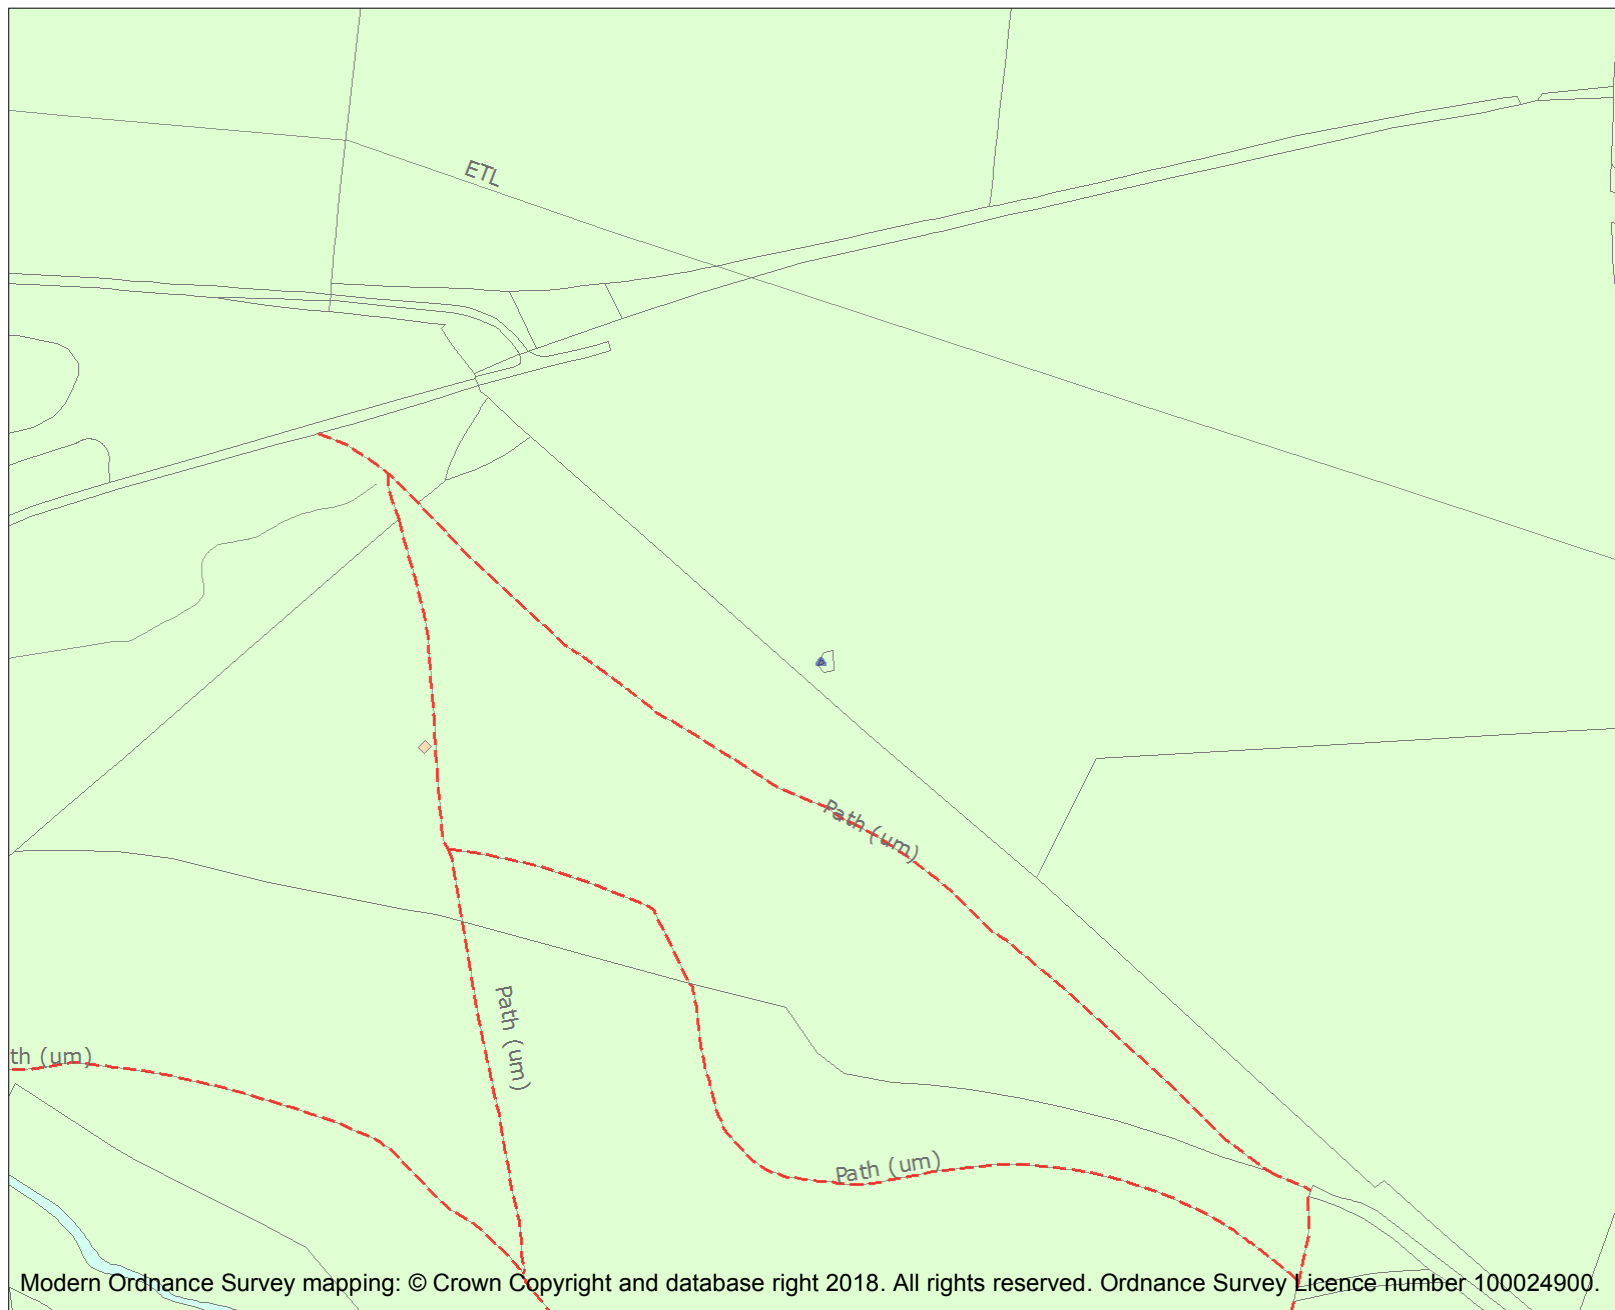 ETL
Path (um)
Path (um)
th (um)
Path (um)
Modern Ordnance Survey mapping: © Crown Copyright and database right 2018. All rights reserved. Ordnance Survey Licence number 100024900.